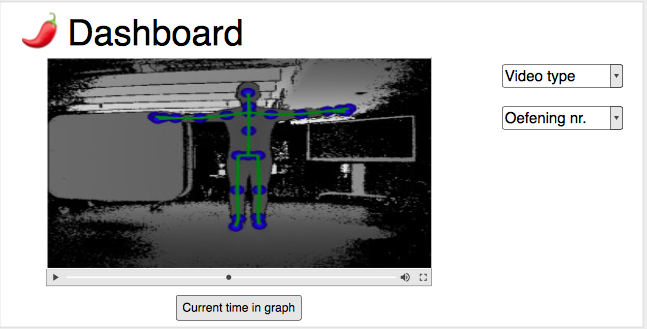 Dashboard
Video type
Oefening nr.
Current time in graph